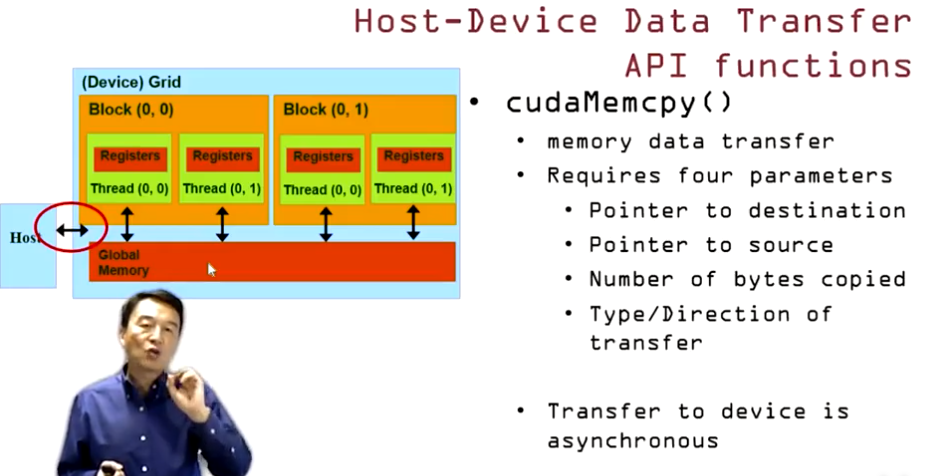 Host-Device Data Transfer
API functions
(Device) Grid
Block (0, 0)
Block (0, 1)
Registers
Registers
Registers
Registers
Thread (0, 0)
Thread (0, 1)
Thread (0, 0)
Thread (0, 1)
Host
Global
Memory
• cudaMemcpy()
• memory data transfer
• Requires four parameters
• Pointer to destination
• Pointer to source
• Number of bytes copied
• Type/Direction of
transfer
• Transfer to device is
asynchronous